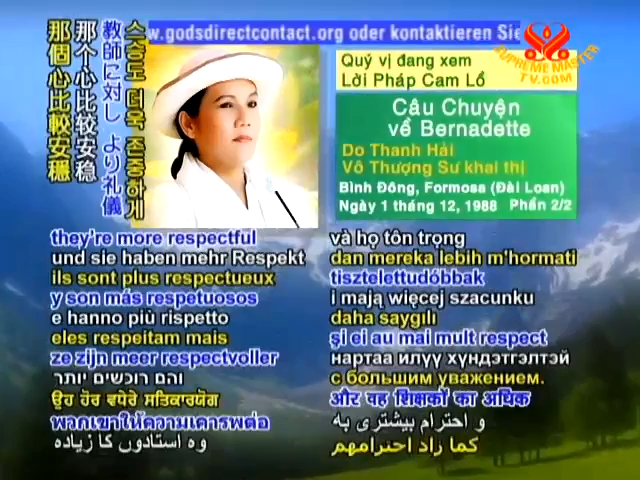 w.godsdirectcontact.org oder kontaktieren Sie
SUPREME MASTER
TV.COM
那個心比較安穩
那个心比较安稳
教師に対し より礼儀
스승도 더욱 존중하게
Quý vị đang xem
Lời Pháp Cam Lồ
Câu Chuyện
về Bernadette
Do Thanh Hải
Vô Thượng Sư khai thị
Bình Đông, Formosa (Đài Loan)
Ngày 1 tháng 12, 1988 Phần 2/2
they're more respectful
und sie haben mehr Respekt
ils sont plus respectueux
y son más respetuosos
e hanno più rispetto
eles respeitam mais
ze zijn meer respectvoller
והם רוכשים יותר
ਉਹ ਹੋਰ ਵਧੇਰੇ ਸਤਿਕਾਰਯੋਗ
พวกเขาให้ความเคารพต่อ
وہ استادوں کا زیادہ
và họ tôn trọng
dan mereka lebih m'hormati
tisztelettudóbbak
i mają więcej szacunku
daha saygılı
și ei au mai mult respect
нартаа илүү хүндэтгэлтэй
с большим уважением.
और वह शिक्षकों का अधिक
و احترام بیشتری به
كما زاد احترامهم